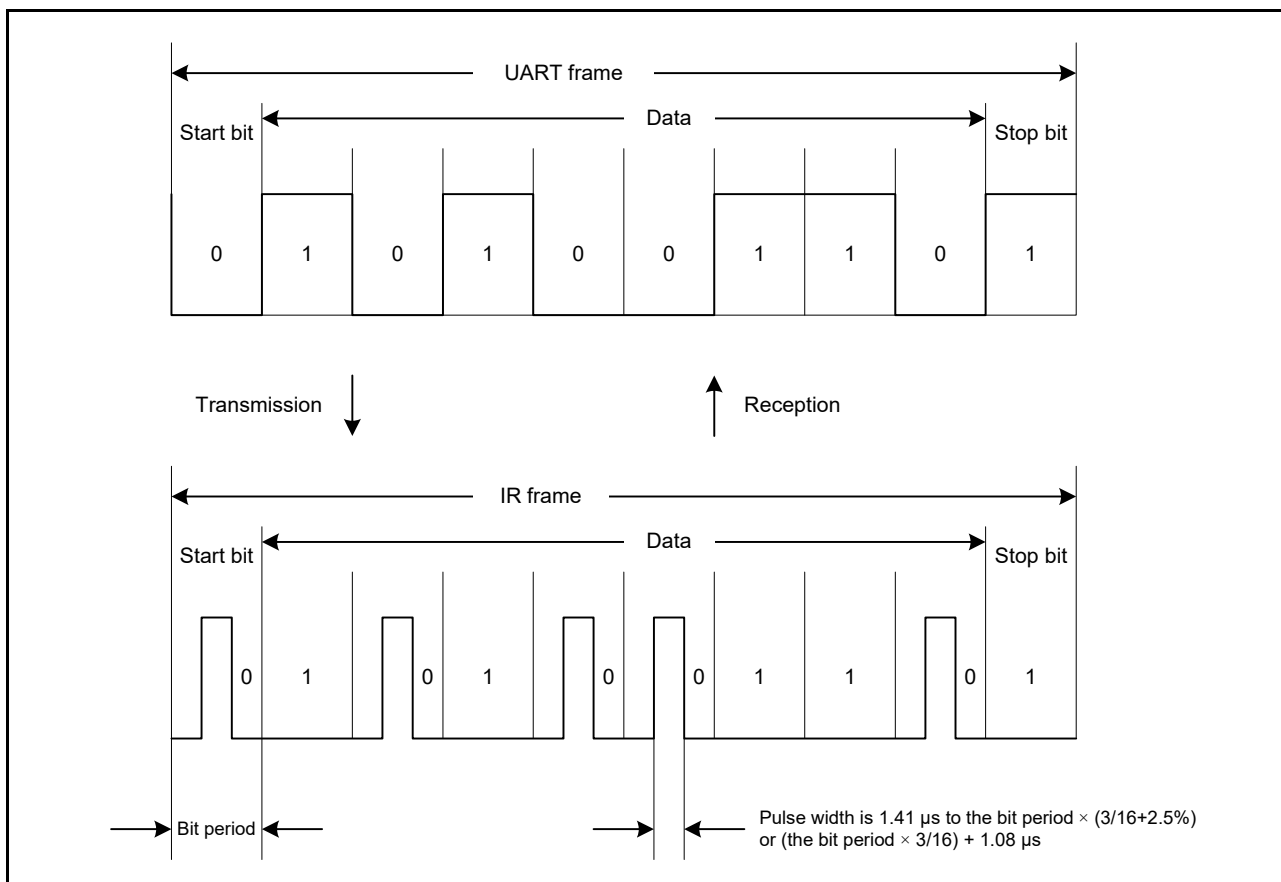 UART frame
Start bit
Data
Stop bit
0 1 0 1 0 0 1 1 0 1
Transmission
Reception
IR frame
Start bit
Data
Stop bit
0 1 0 1 0 0 1 1 0 1
Bit period
Pulse width is 1.41 µs to the bit period × (3/16+2.5%)
or (the bit period × 3/16) + 1.08 µs